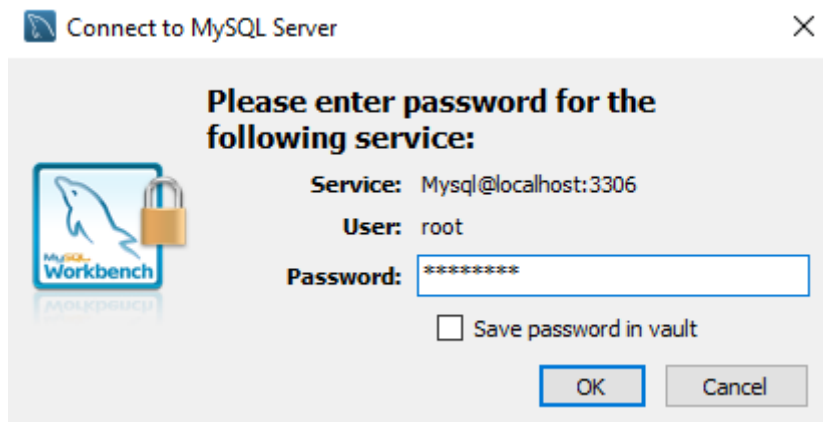 Connect to MySQL Server
Please enter password for the
following service:
Service: Mysql@localhost:3306
User: root
Password: ********
MySQL
Workbench
Save password in vault
OK Cancel